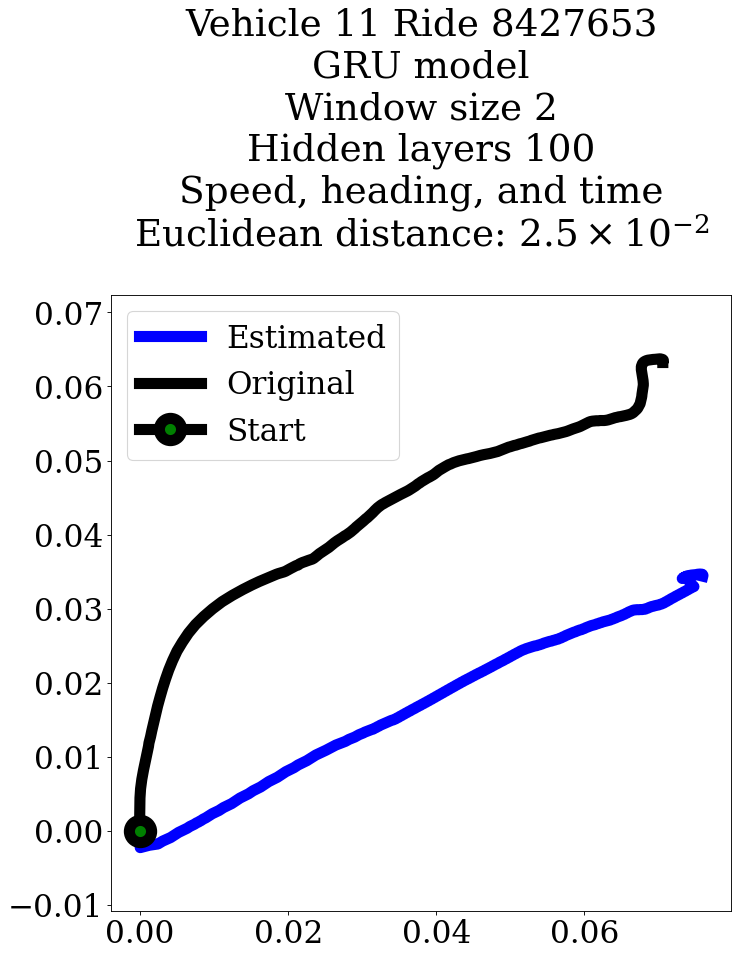 Vehicle 11 Ride 8427653
GRU model
Window size 2
Hidden layers 100
Speed, heading, and time
Euclidean distance: 2.5 × 10⁻²
0.07
0.06
0.05
0.04
0.03
0.02
0.01
0.00
−0.01
Estimated
Original
Start
0.00 0.02 0.04 0.06